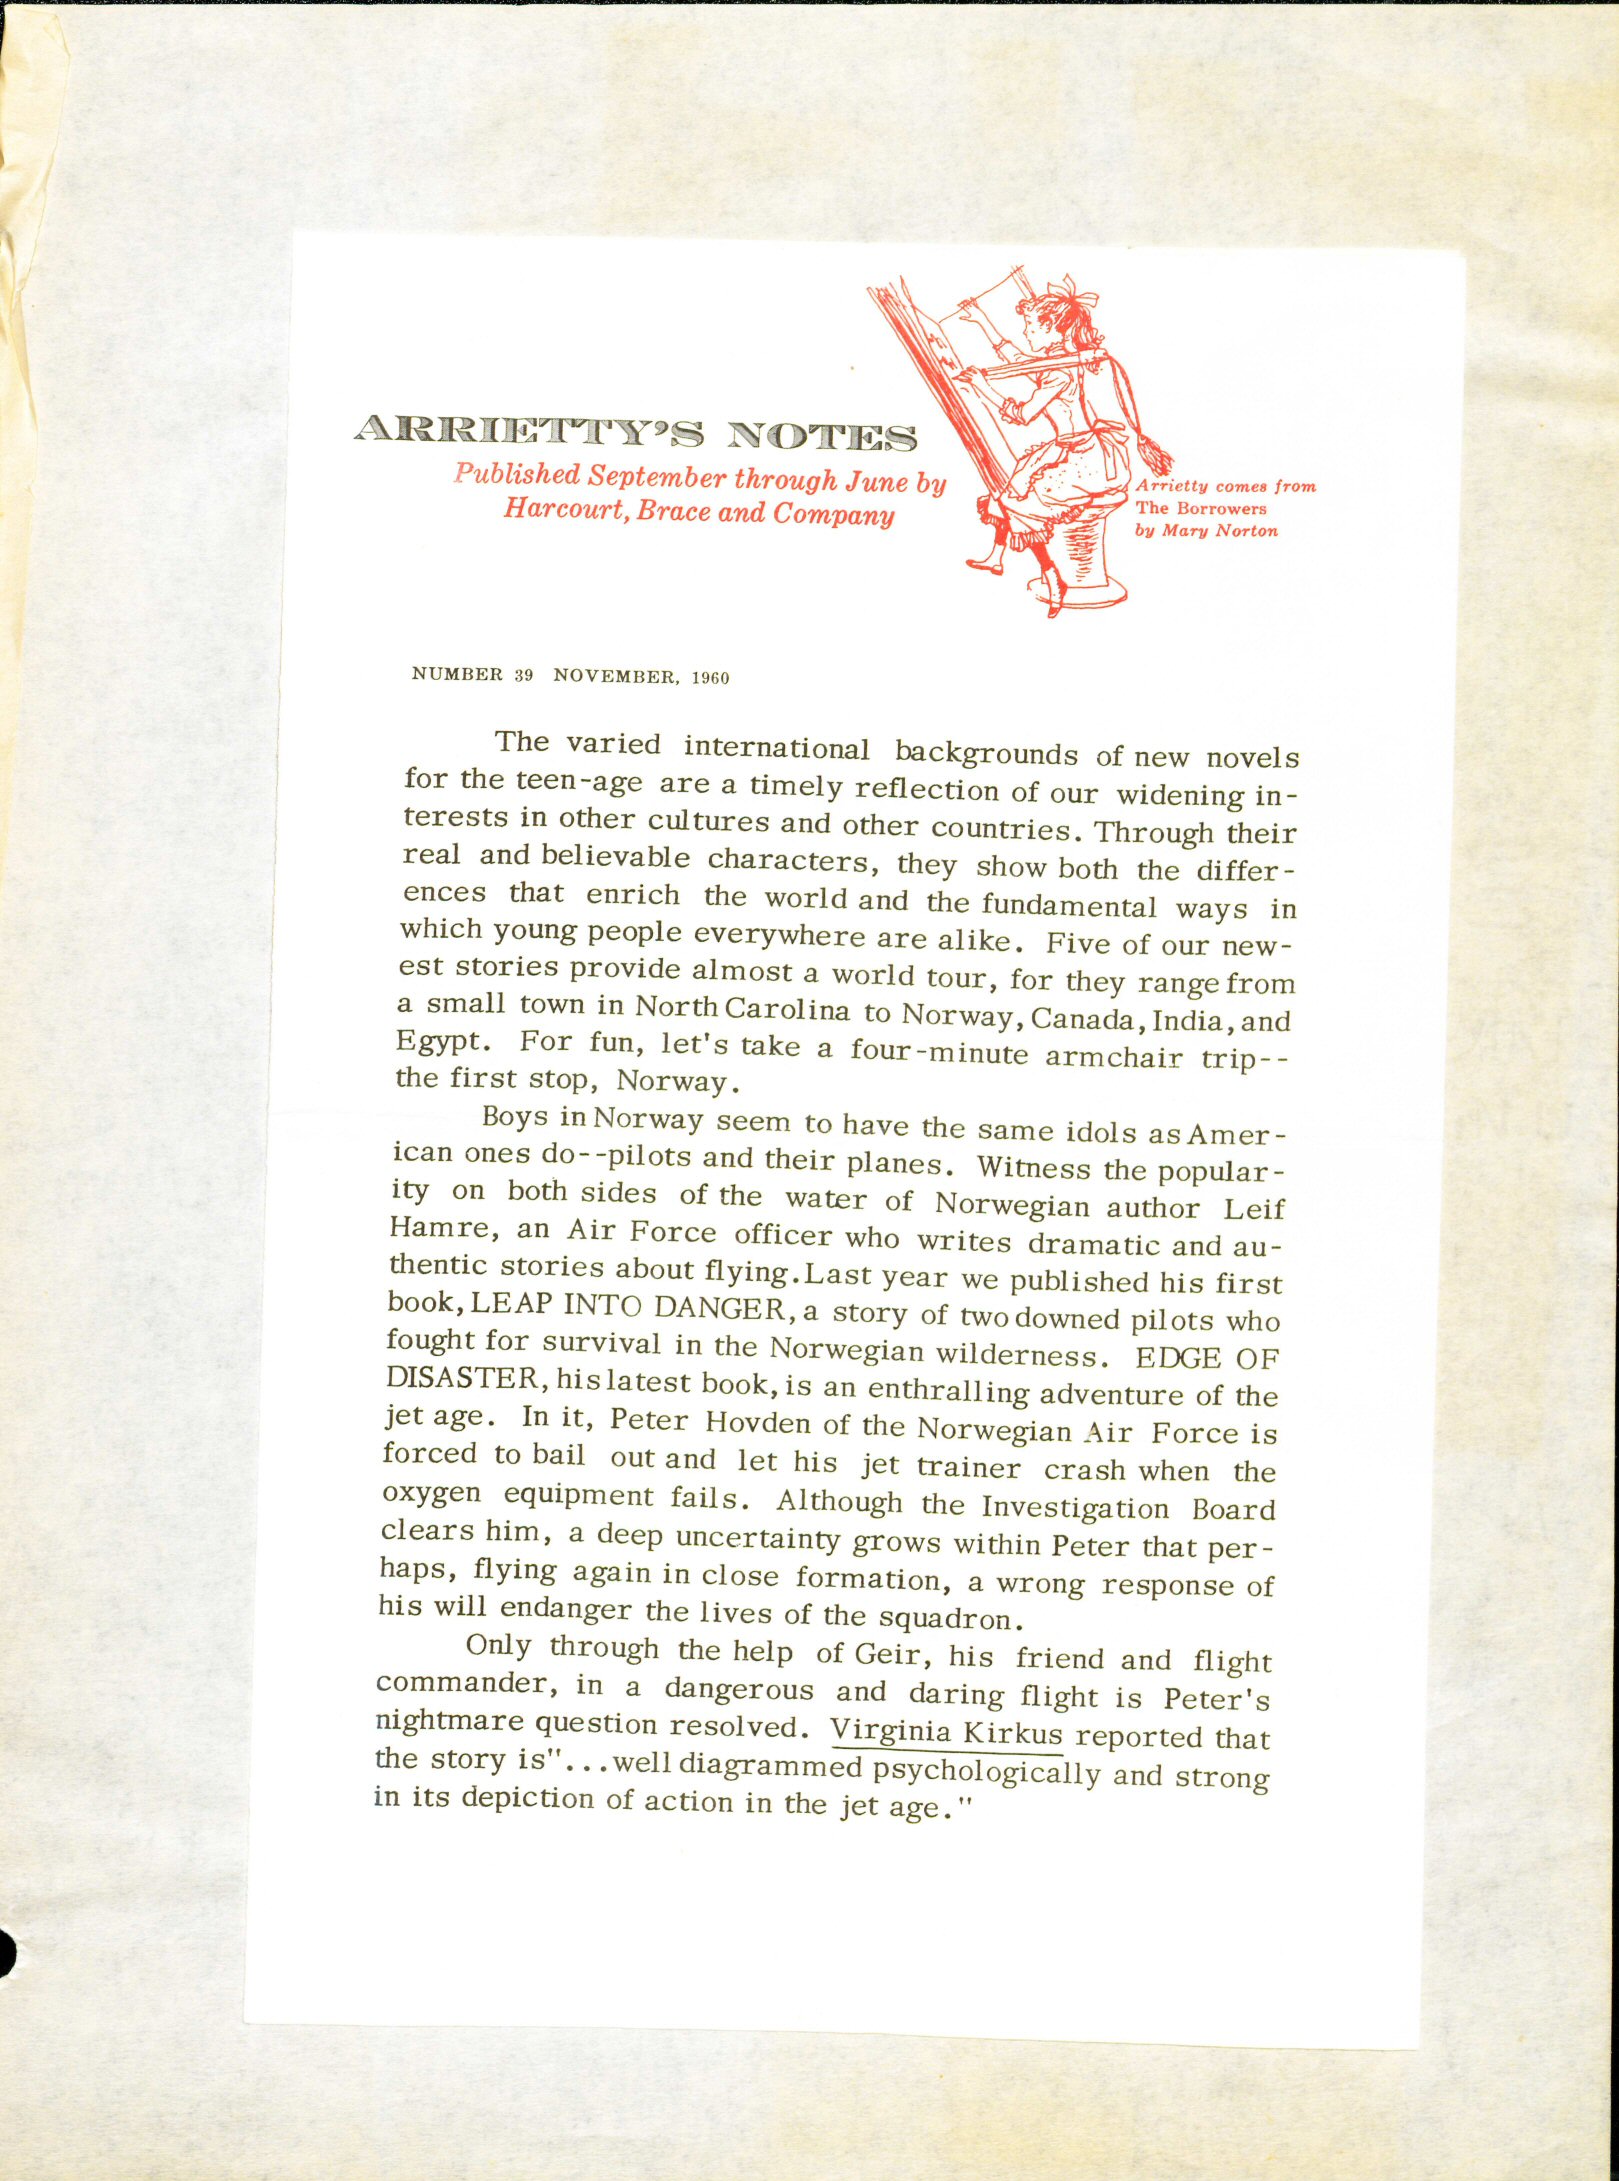 ARRIETTY'S NOTES
Published September through June by
Harcourt, Brace and Company
Arrietty comes from
The Borrowers
by Mary Norton
NUMBER 39 NOVEMBER, 1960
The varied international backgrounds of new novels
for the teen-age are a timely reflection of our widening in-
terests in other cultures and other countries. Through their
real and believable characters, they show both the differ-
ences that enrich the world and the fundamental ways in
which young people everywhere are alike. Five of our new-
est stories provide almost a world tour, for they range from
a small town in North Carolina to Norway, Canada, India, and
Egypt. For fun, let's take a four-minute armchair trip--
the first stop, Norway.
Boys in Norway seem to have the same idols as Amer-
ican ones do--pilots and their planes. Witness the popular-
ity on both sides of the water of Norwegian author Leif
Hamre, an Air Force officer who writes dramatic and au-
thentic stories about flying. Last year we published his first
book, LEAP INTO DANGER, a story of two downed pilots who
fought for survival in the Norwegian wilderness. EDGE OF
DISASTER, his latest book, is an enthralling adventure of the
jet age. In it, Peter Hovden of the Norwegian Air Force is
forced to bail out and let his jet trainer crash when the
oxygen equipment fails. Although the Investigation Board
clears him, a deep uncertainty grows within Peter that per-
haps, flying again in close formation, a wrong response of
his will endanger the lives of the squadron.
Only through the help of Geir, his friend and flight
commander, in a dangerous and daring flight is Peter's
nightmare question resolved. Virginia Kirkus reported that
the story is"...well diagrammed psychologically and strong
in its depiction of action in the jet age."